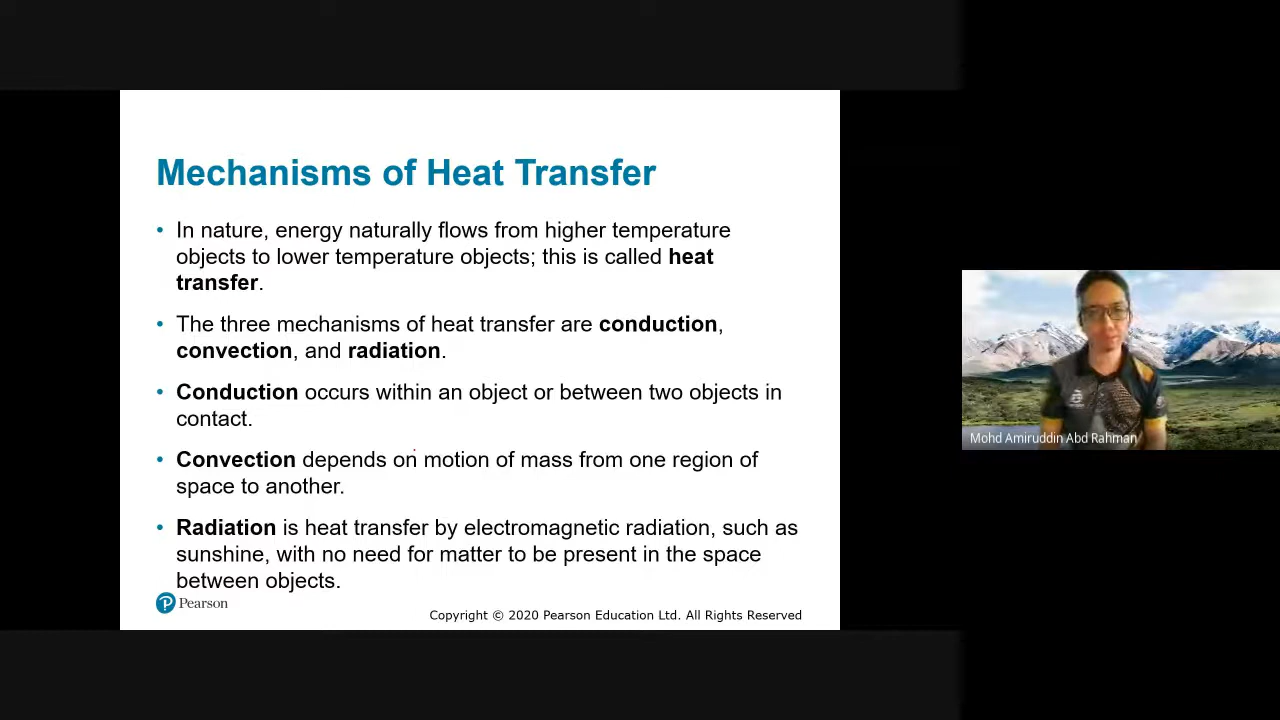 Mechanisms of Heat Transfer
• In nature, energy naturally flows from higher temperature
objects to lower temperature objects; this is called heat
transfer.
• The three mechanisms of heat transfer are conduction,
convection, and radiation.
• Conduction occurs within an object or between two objects in
contact.
• Convection depends on motion of mass from one region of
space to another.
• Radiation is heat transfer by electromagnetic radiation, such as
sunshine, with no need for matter to be present in the space
between objects.
P Pearson
Copyright © 2020 Pearson Education Ltd. All Rights Reserved
Mohd Amiruddin Abd Rahman